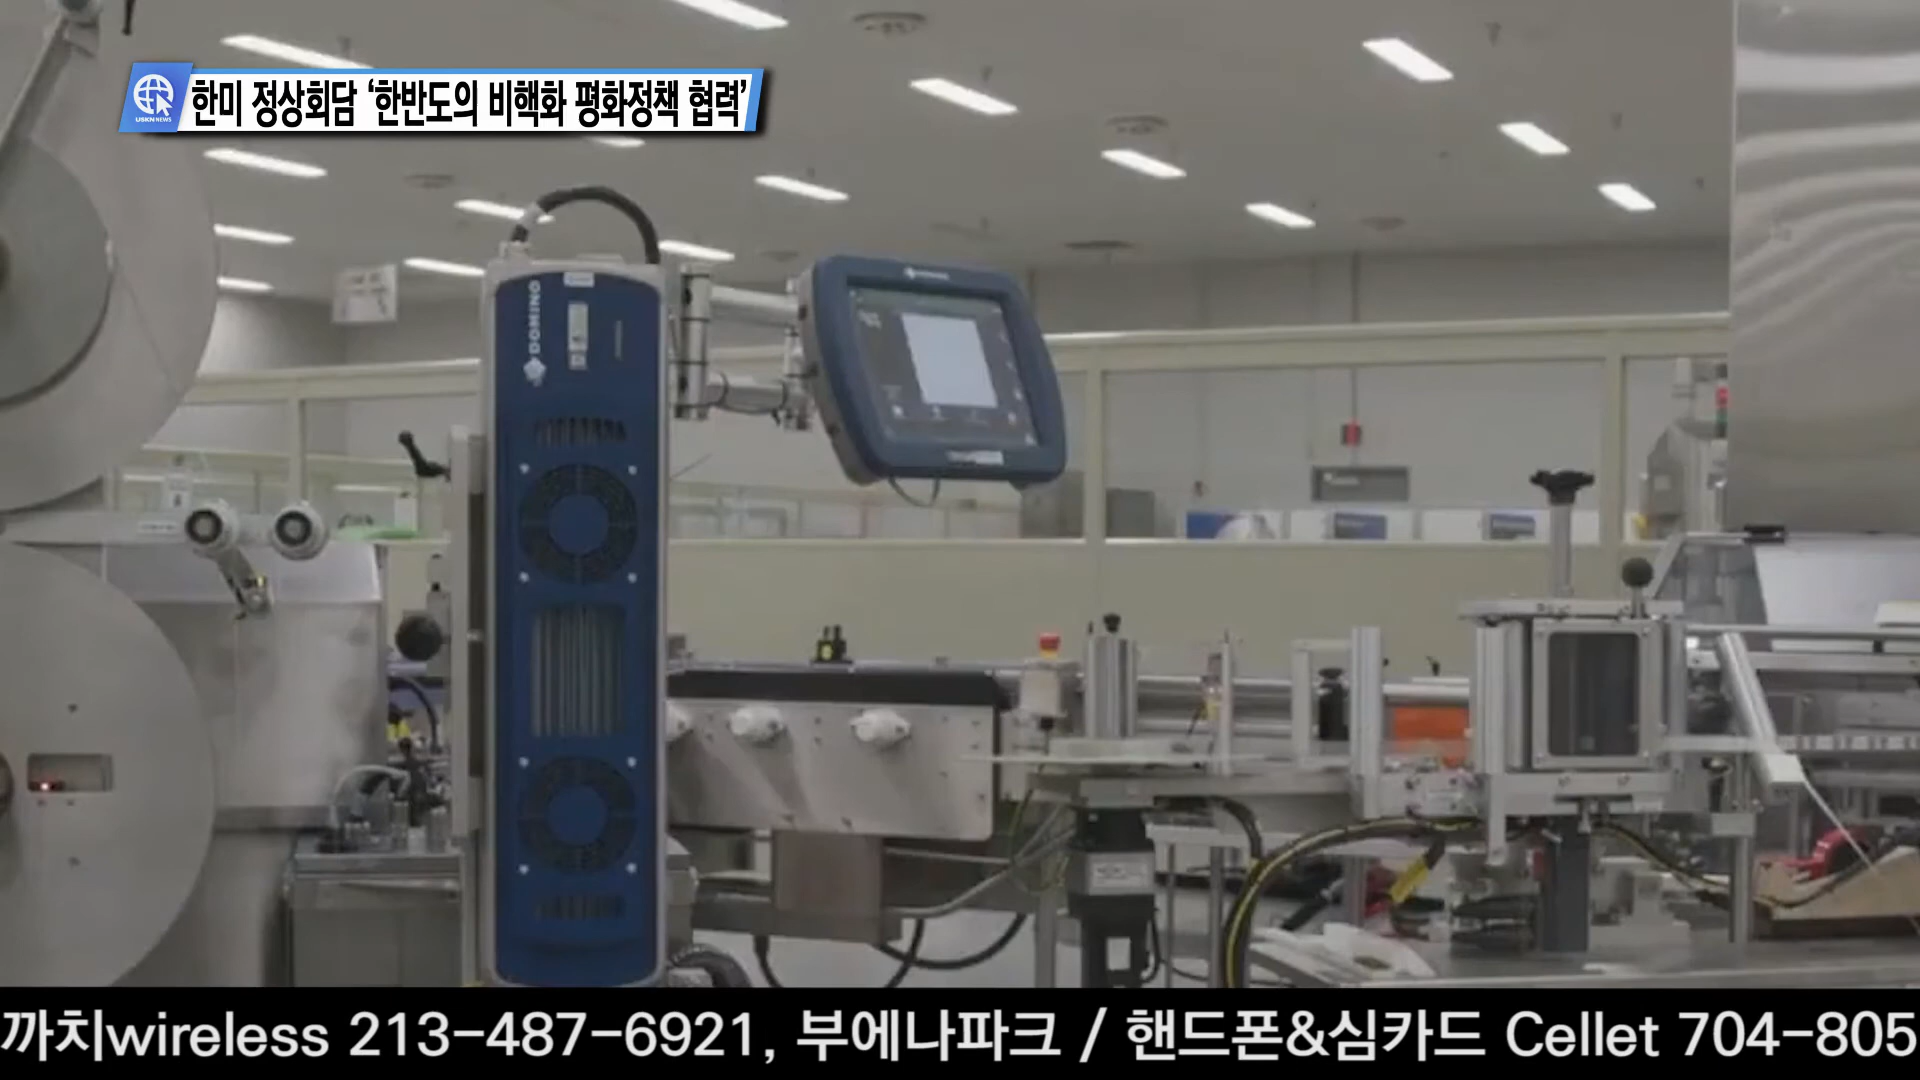 한미 정상회담 ‘한반도의 비핵화 평화정책 협력’
USKN NEWS
DOMINO
까치wireless 213-487-6921, 부에나파크 / 핸드폰&심카드 Cellet 704-805